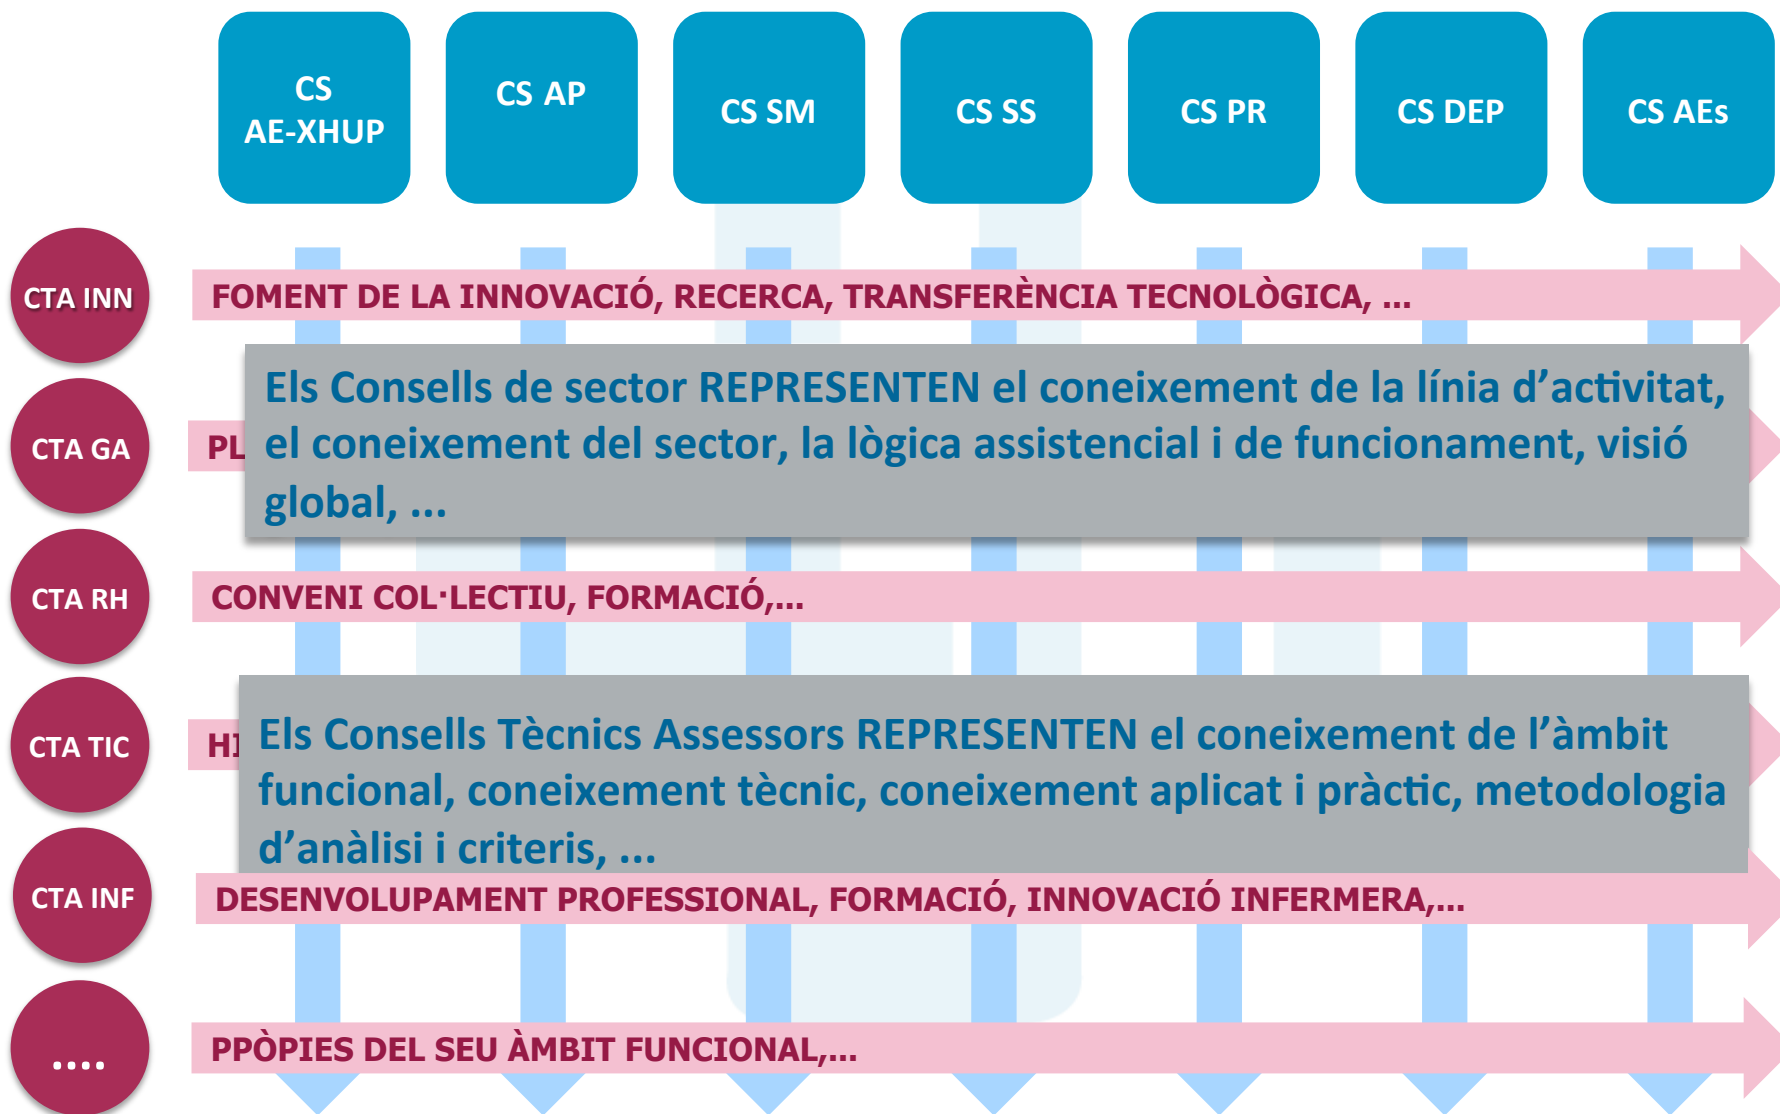 CS
AE-XHUP
CS AP
CS SM
CS SS
CS PR
CS DEP
CS AEs
CTA INN
FOMENT DE LA INNOVACIÓ, RECERCA, TRANSFERÈNCIA TECNOLÒGICA, ...
Els Consells de sector REPRESENTEN el coneixement de la línia d’activitat,
CTA GA
el coneixement del sector, la lògica assistencial i de funcionament, visió
global, ...
CTA RH
CONVENI COL·LECTIU, FORMACIÓ,...
CTA TIC
Els Consells Tècnics Assessors REPRESENTEN el coneixement de l’àmbit
funcional, coneixement tècnic, coneixement aplicat i pràctic, metodologia
d’anàlisi i criteris, ...
CTA INF
DESENVOLUPAMENT PROFESSIONAL, FORMACIÓ, INNOVACIÓ INFERMERA,...
....
PPÒPIES DEL SEU ÀMBIT FUNCIONAL,...